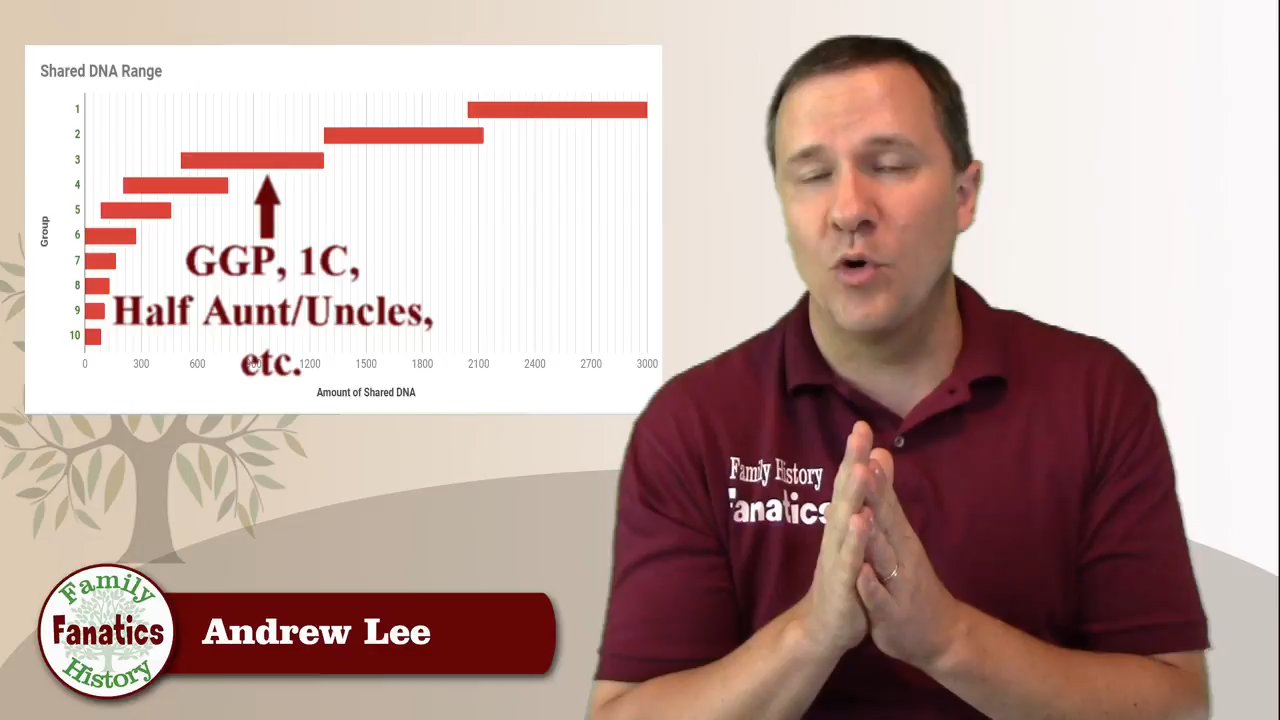 Shared DNA Range
Group
1
2
3
4
5
6
7
8
9
10
GGP, 1C,
Half Aunt/Uncles,
etc.
0 300 600 1200 1500 1800 2100 2400 2700 3000
Amount of Shared DNA
Family History
Fanatics
Family
Fanatics
History
Andrew Lee